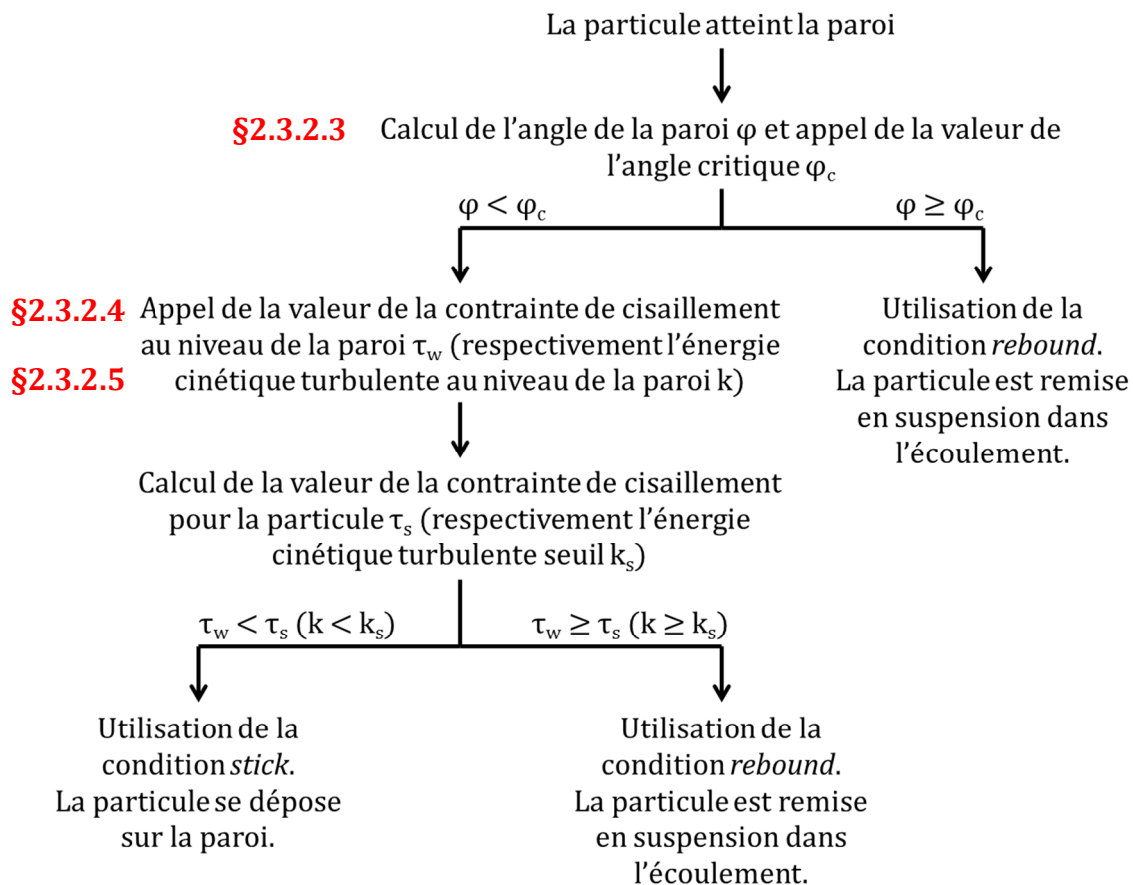 La particule atteint la paroi
§2.3.2.3 Calcul de l'angle de la paroi φ et appel de la valeur de
l'angle critique φc
φ < φc
φ ≥ φc
§2.3.2.4 Appel de la valeur de la contrainte de cisaillement
au niveau de la paroi τw (respectivement l'énergie
§2.3.2.5 cinétique turbulente au niveau de la paroi k)
Utilisation de la
condition rebound.
La particule est remise
en suspension dans
l'écoulement.
Calcul de la valeur de la contrainte de cisaillement
pour la particule τs (respectivement l'énergie
cinétique turbulente seuil ks)
τw < τs (k < ks)
τw ≥ τs (k ≥ ks)
Utilisation de la
condition stick.
La particule se dépose
sur la paroi.
Utilisation de la
condition rebound.
La particule est remise
en suspension dans
l'écoulement.